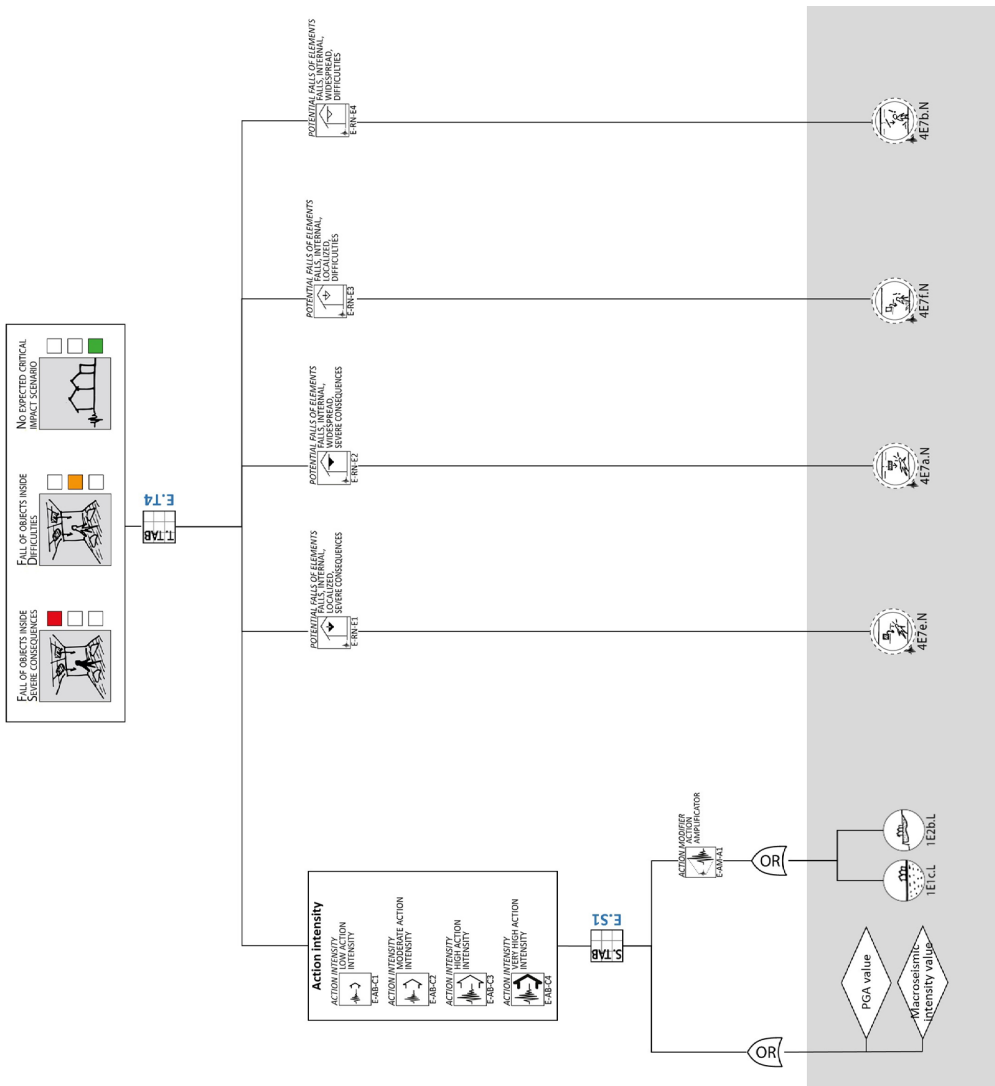 FALL OF OBJECTS INSIDE
SEVERE CONSEQUENCES
FALL OF OBJECTS INSIDE
DIFFICULTIES
NO EXPECTED CRITICAL
IMPACT SCENARIO
T.TAB
E.T4
Action intensity
ACTION INTENSITY
LOW ACTION
INTENSITY
E-AB-C1
ACTION INTENSITY
MODERATE ACTION
INTENSITY
E-AB-C2
ACTION INTENSITY
HIGH ACTION
INTENSITY
E-AB-C3
ACTION INTENSITY
VERY HIGH ACTION
INTENSITY
E-AB-C4
POTENTIAL FALLS OF ELEMENTS
FALLS, INTERNAL,
LOCALIZED,
SEVERE CONSEQUENCES
E-RN-E1
POTENTIAL FALLS OF ELEMENTS
FALLS, INTERNAL,
WIDESPREAD,
SEVERE CONSEQUENCES
E-RN-E2
POTENTIAL FALLS OF ELEMENTS
FALLS, INTERNAL,
LOCALIZED,
DIFFICULTIES
E-RN-E3
POTENTIAL FALLS OF ELEMENTS
FALLS, INTERNAL,
WIDESPREAD,
DIFFICULTIES
E-RN-E4
S.TAB
E.S1
ACTION MODIFIER
ACTION
AMPLIFICATOR
E-AM-A1
OR
OR
PGA value
Macroseismic
intensity value
1E1c.L
1E2b.L
4E7e.N
4E7a.N
4E7f.N
4E7b.N